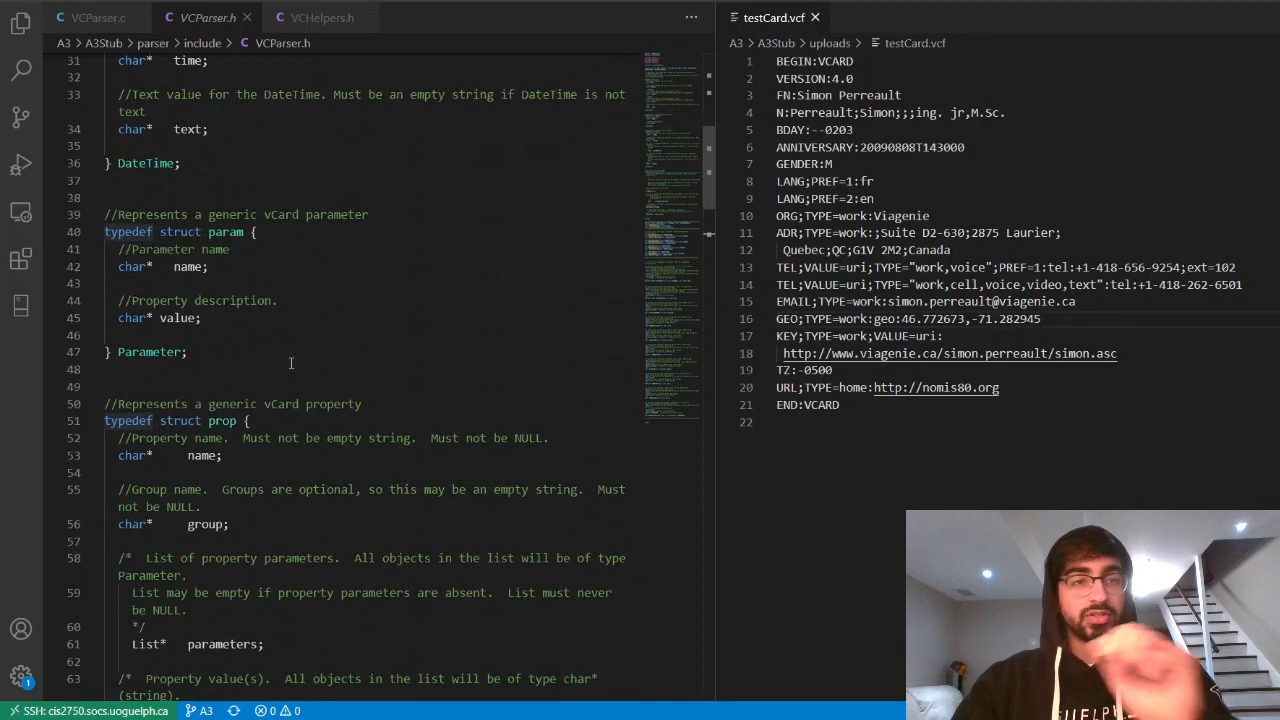 VCParser.c
VCParser.h
VCHelpers.h
A3 > A3Stub > parser > include > C VCParser.h
31 char* time;
32
33 //Text value of the DateTime. Must be an empty string if DateTime is not
char* text;
36 } DateTime;
37
//Represents a vCard parameter
typedef struct
41 //Parameter name
42 char* name;
//Property description.
45 char* value;
46
47 } Parameter;
48
49
50 //Represents a generic vCard property
51 typedef struct
52 //Property name. Must not be empty string. Must not be NULL.
53 char* name;
54
55 //Group name. Groups are optional, so this may be an empty string. Must
not be NULL.
56 char* group;
57
58 /* List of property parameters. All objects in the list will be of type
Parameter.
59 List may be empty if property parameters are absent. List must never
be NULL.
60 */
61 List* parameters;
62
63 /* Property value(s). All objects in the list will be of type char*
(string).
testCard.vcf
A3 > A3Stub > uploads > testCard.vcf
1 BEGIN:VCARD
2 VERSION:4.0
3 FN:Simon Perreault
4 N:Perreault;Simon;;;ing. jr,M.Sc.
5 BDAY:--0203
6 ANNIVERSARY:20090808T143000
7 GENDER:M
8 LANG;PREF=1:fr
9 LANG;PREF=2:en
10 ORG;TYPE=work:Viagenie
11 ADR;TYPE=work:;Suite D2-630;2875 Laurier;
12 Quebec;QC;G1V 2M2;Canada
13 TEL;VALUE=uri;TYPE="work,voice";PREF=1:tel:+1-418-656-9254;ext=102
14 TEL;VALUE=uri;TYPE="work,cell,voice,video,text":tel:+1-418-262-6501
15 EMAIL;TYPE=work:simon.perreault@viagenie.ca
16 GEO;TYPE=work:geo:46.772673,-71.282945
17 KEY;TYPE=work;VALUE=uri:
18 http://www.viagenie.ca/simon.perreault/simon.asc
19 TZ:-0500
20 URL;TYPE=home:http://nomis80.org
21 END:VCARD
22
GUELPH
1
SSH: cis2750.socs.uoguelph.ca
A3
0 0